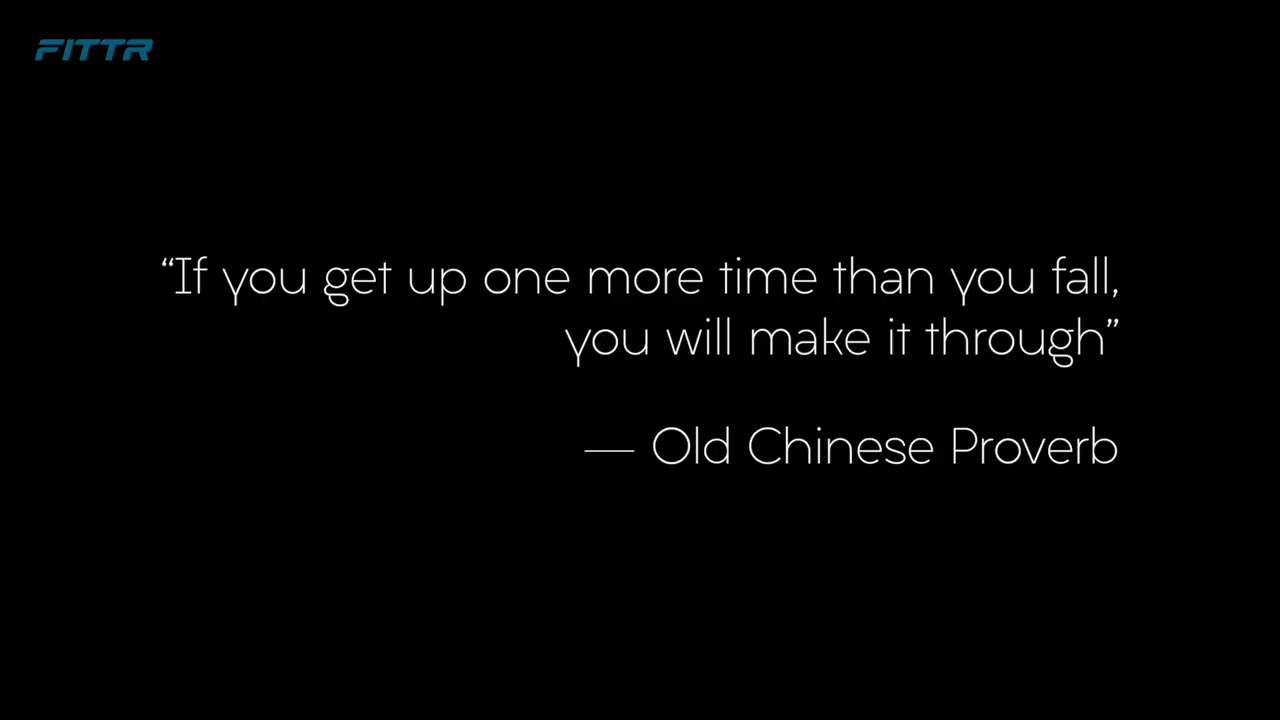 FITTR
“If you get up one more time than you fall,
you will make it through”
— Old Chinese Proverb